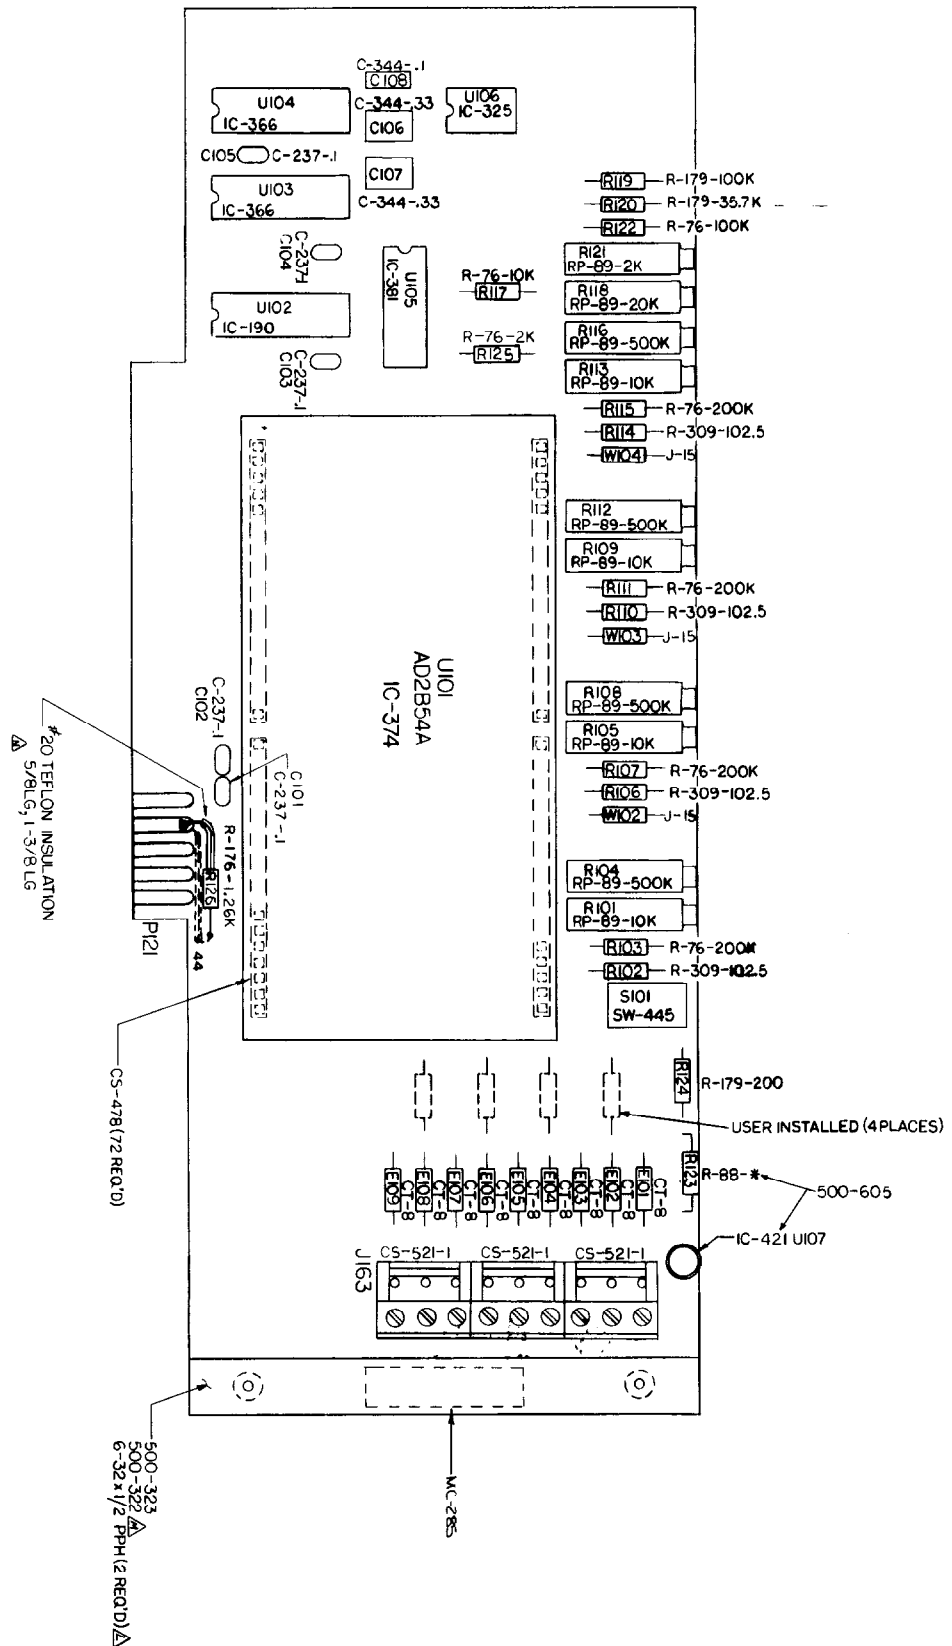 C-344-.1
C108
U104
IC-366
C-344-.33
C106
U106
IC-325
C105
C-237-.1
C107
U103
IC-366
C-344-.33
R119
R-179-100K
R120
R-179-35.7K
R122
R-76-100K
C-237-.1
C104
U105
IC-381
R121
RP-89-2K
R-76-10K
R117
R118
RP-89-20K
U102
IC-190
R116
RP-89-500K
R-76-2K
R125
C-237-.1
C103
R113
RP-89-10K
R115
R-76-200K
R114
R-309-102.5
W104
J-15
R112
RP-89-500K
R109
RP-89-10K
R111
R-76-200K
R110
R-309-102.5
W103
J-15
U101
AD2B54A
IC-374
R108
RP-89-500K
C-237-.1
C102
R105
RP-89-10K
#20 TEFLON INSULATION
5/8LG, 1-3/8LG
C101
C-237-.1
R107
R-76-200K
R106
R-309-102.5
W102
J-15
R-176-1.26K
R126
R104
RP-89-500K
R101
RP-89-10K
P121
44
R103
R-76-200K
R102
R-309-102.5
S101
SW-445
CS-478 (72 REQ'D)
R124
R-179-200
USER INSTALLED (4 PLACES)
R123
R-88-*
500-605
E109
CT-8
E108
CT-8
E107
CT-8
E106
CT-8
E105
CT-8
E104
CT-8
E103
CT-8
E102
CT-8
E101
CT-8
IC-421 U107
J163
CS-521-1
CS-521-1
CS-521-1
500-323
500-322
6-32 x 1/2 PPH (2 REQ'D)
MC-285